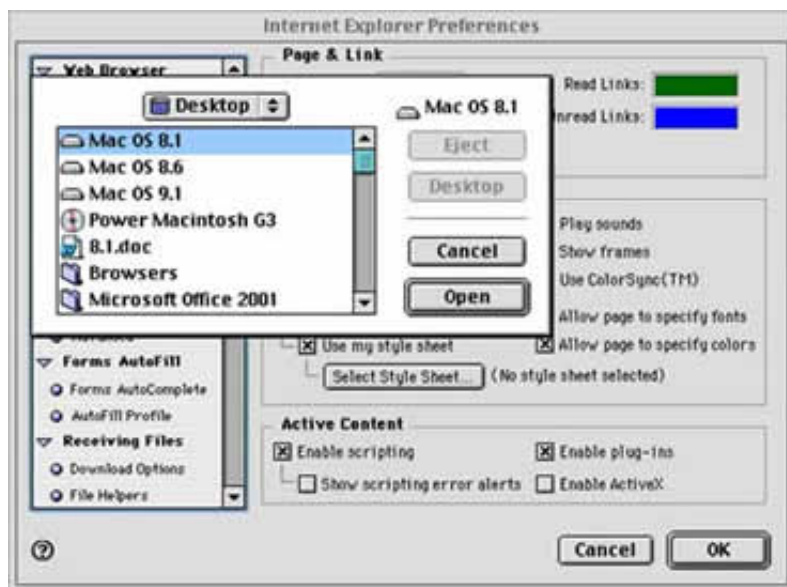 Internet Explorer Preferences
Web Browser
Page & Link
Read Links:
Unread Links:
Desktop
Mac OS 8.1
Mac OS 8.1
Mac OS 8.6
Mac OS 9.1
Power Macintosh G3
8.1.doc
Browsers
Microsoft Office 2001
Eject
Desktop
Cancel
Open
Play sounds
Show frames
Use ColorSync(TM)
Allow page to specify fonts
Use my style sheet
Allow page to specify colors
Select Style Sheet...
(No style sheet selected)
Forms AutoFill
Forms AutoComplete
AutoFill Profile
Receiving Files
Download Options
File Helpers
Active Content
Enable scripting
Enable plug-ins
Show scripting error alerts
Enable ActiveX
?
Cancel
OK